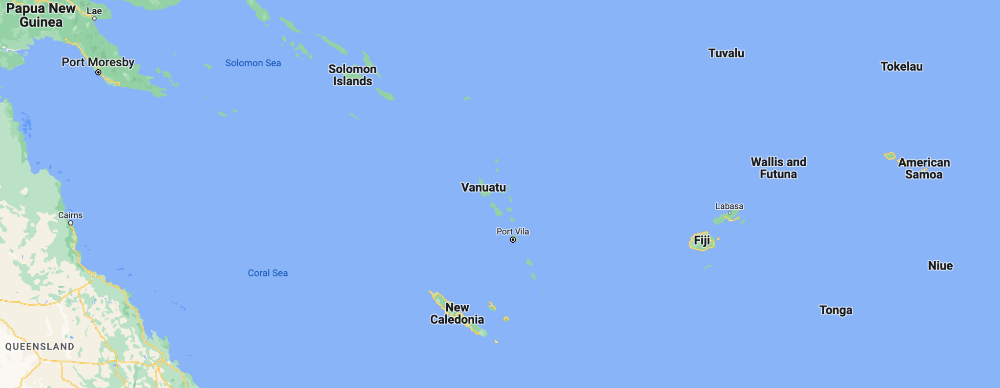 Papua New
Guinea
Lae
Port Moresby
Solomon Sea
Solomon
Islands
Tuvalu
Tokelau
Wallis and
Futuna
American
Samoa
Vanuatu
Labasa
Cairns
Port Vila
Fiji
Coral Sea
Niue
New
Caledonia
Tonga
QUEENSLAND